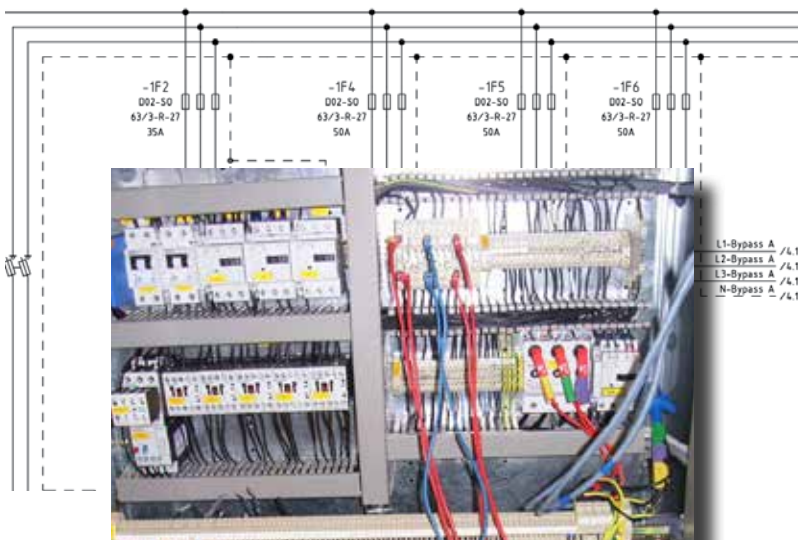 -1F2
D02-SO
63/3-R-27
35A
-1F4
D02-SO
63/3-R-27
50A
-1F5
D02-SO
63/3-R-27
50A
-1F6
D02-SO
63/3-R-27
50A
L1-Bypass A /4.1
L2-Bypass A /4.1
L3-Bypass A /4.1
N-Bypass A /4.1